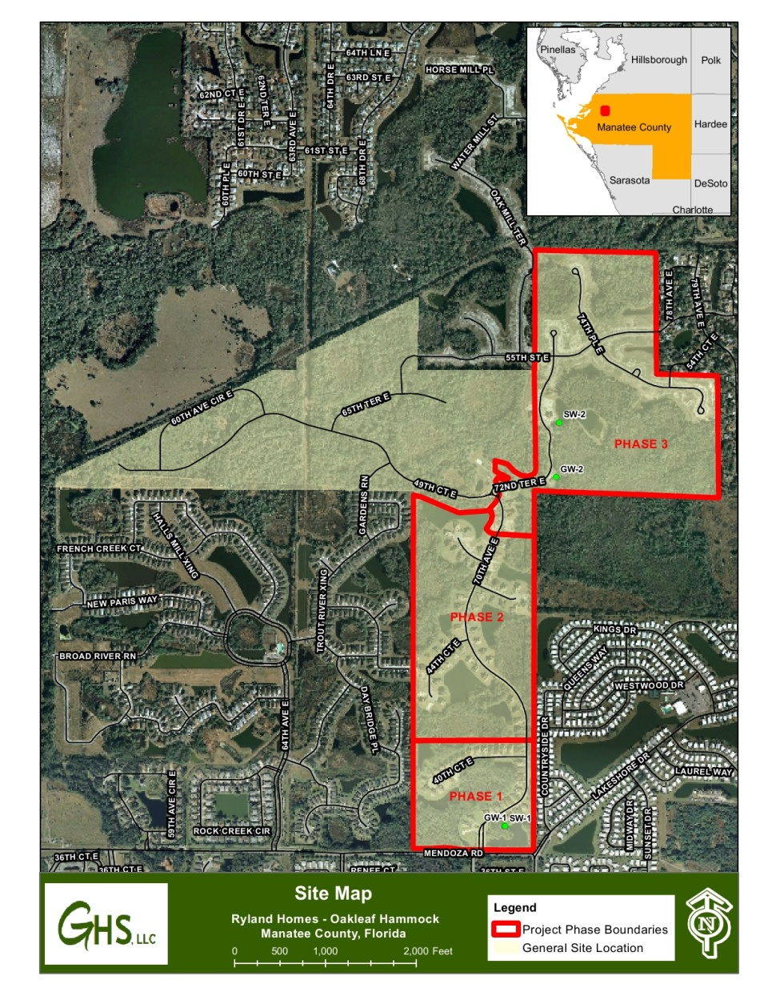 64TH LN E
63RD ST E
HORSE MILL PL
62ND CT E
62ND TER E
61ST DR E
64TH DR E
63RD AVE E
61ST ST E
60TH ST E
60TH PL E
68TH DR E
WATER MILL ST
OAK MILL TER
Pinellas
Hillsborough
Polk
Manatee County
Hardee
Sarasota
DeSoto
Charlotte
78TH AVE E
79TH AVE E
74TH PL E
54TH CT E
55TH ST E
60TH AVE CIR E
65TH TER E
SW-2
PHASE 3
GW-2
72ND TER E
49TH CT E
GARDENS RN
HALLS MILL XING
FRENCH CREEK CT
NEW PARIS WAY
TROUT RIVER XING
70TH AVE E
PHASE 2
44TH CT E
BROAD RIVER RN
DAY BRIDGE PL
64TH AVE E
KINGS DR
QUEENS WAY
WESTWOOD DR
COUNTRYSIDE DR
LAKESHORE DR
LAUREL WAY
MIDWAY DR
SUNSET DR
40TH CT E
PHASE 1
GW-1 SW-1
59TH AVE CIR E
ROCK CREEK CIR
MENDOZA RD
36TH CT E
36TH CT E
RENEE CT
36TH ST E
GHS, LLC
Site Map
Ryland Homes - Oakleaf Hammock
Manatee County, Florida
0 500 1,000 2,000 Feet
Legend
Project Phase Boundaries
General Site Location
N